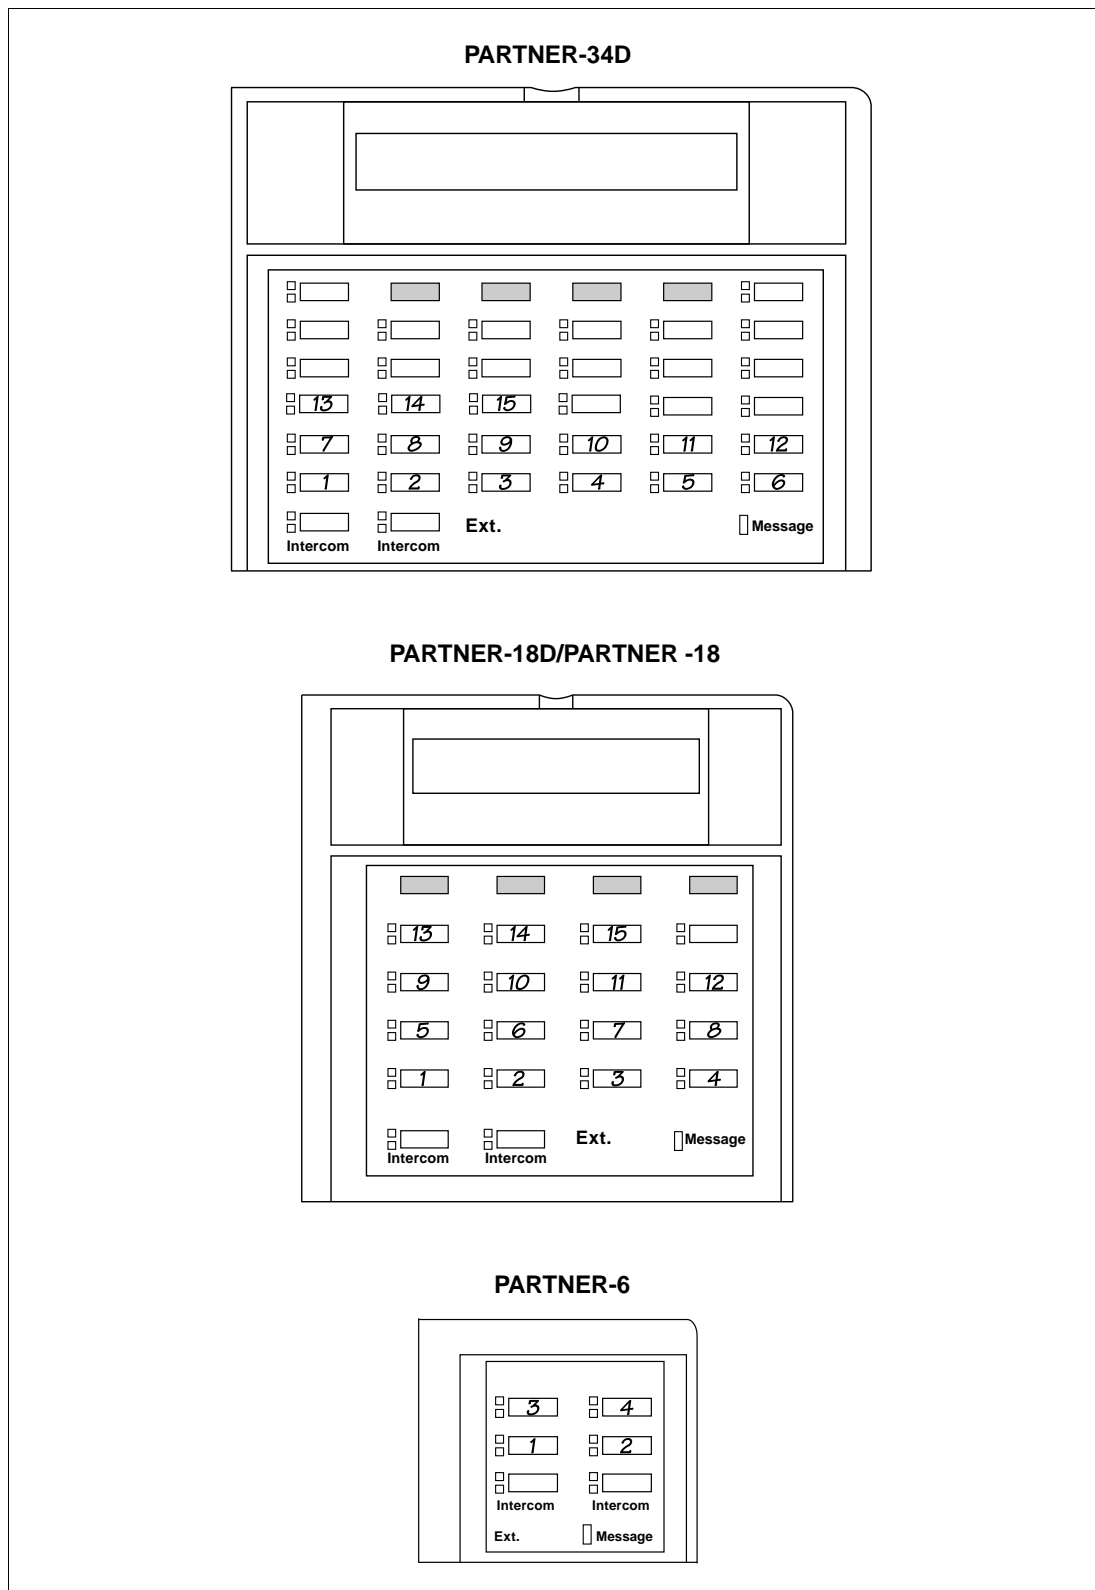 PARTNER-34D
13 14 15
7 8 9 10 11 12
1 2 3 4 5 6
Ext. Message
Intercom Intercom
PARTNER-18D/PARTNER -18
13 14 15
9 10 11 12
5 6 7 8
1 2 3 4
Ext. Message
Intercom Intercom
PARTNER-6
3 4
1 2
Intercom Intercom
Ext. Message